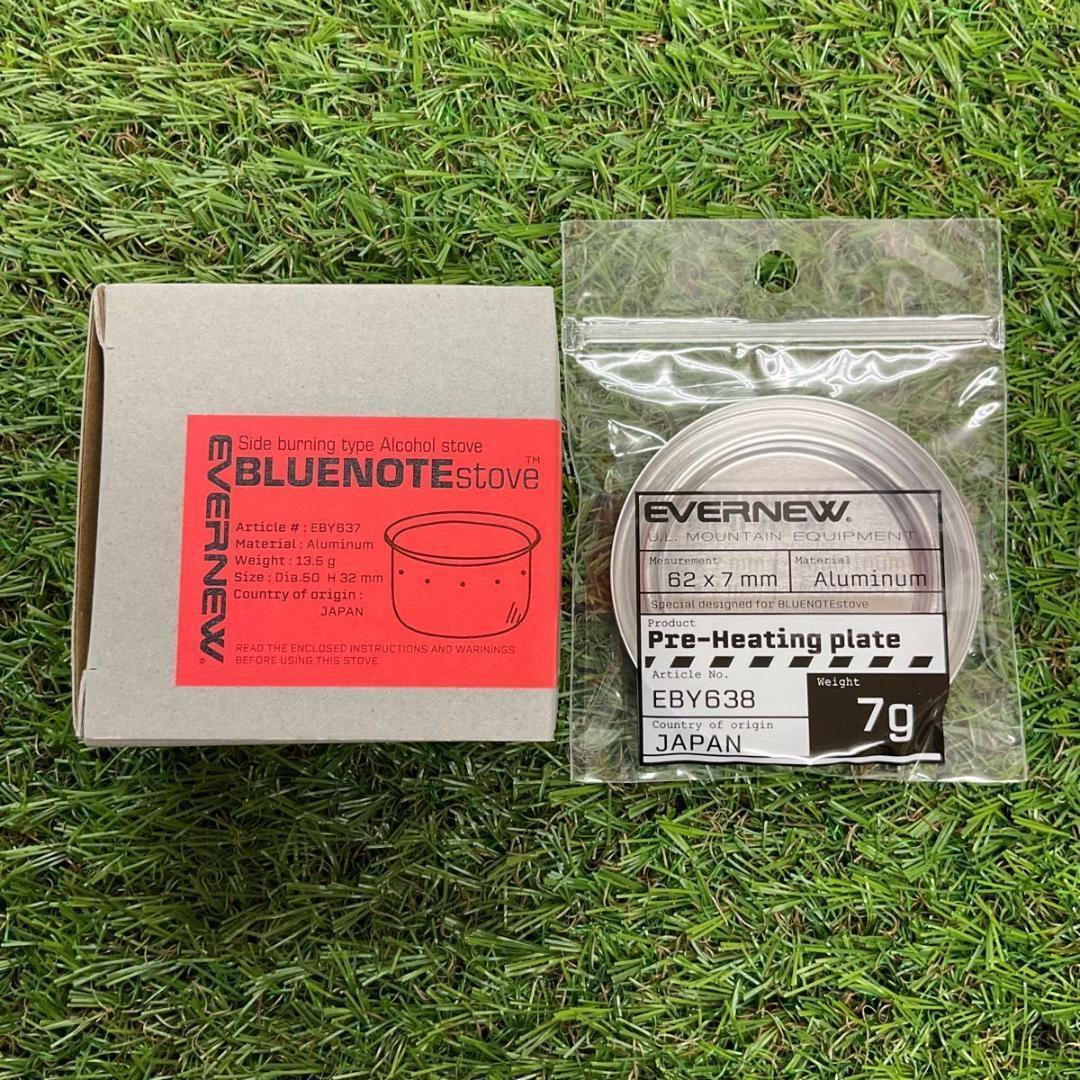 EVERNEW®
Side burning type Alcohol stove
BLUENOTEstove™
Article # : EBY637
Material : Aluminum
Weight : 13.5 g
Size : Dia.50 H 32 mm
Country of origin :
JAPAN
READ THE ENCLOSED INSTRUCTIONS AND WARININGS
BEFORE USING THIS STOVE.
EVERNEW®
U.L. MOUNTAIN EQUIPMENT
Mesurement
62 x 7 mm
Material
Aluminum
Special designed for BLUENOTEstove
Product
Pre-Heating plate
Article No.
EBY638
Weight
7g
Country of origin
JAPAN